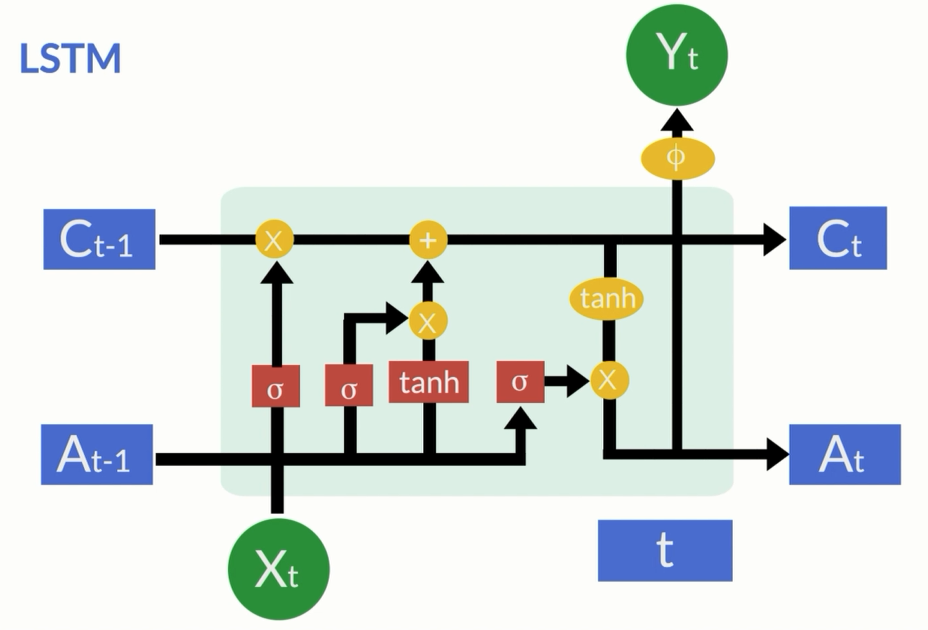 LSTM
Yt
ϕ
Ct-1
X
+
Ct
tanh
X
σ
σ
tanh
σ
X
At-1
At
Xt
t